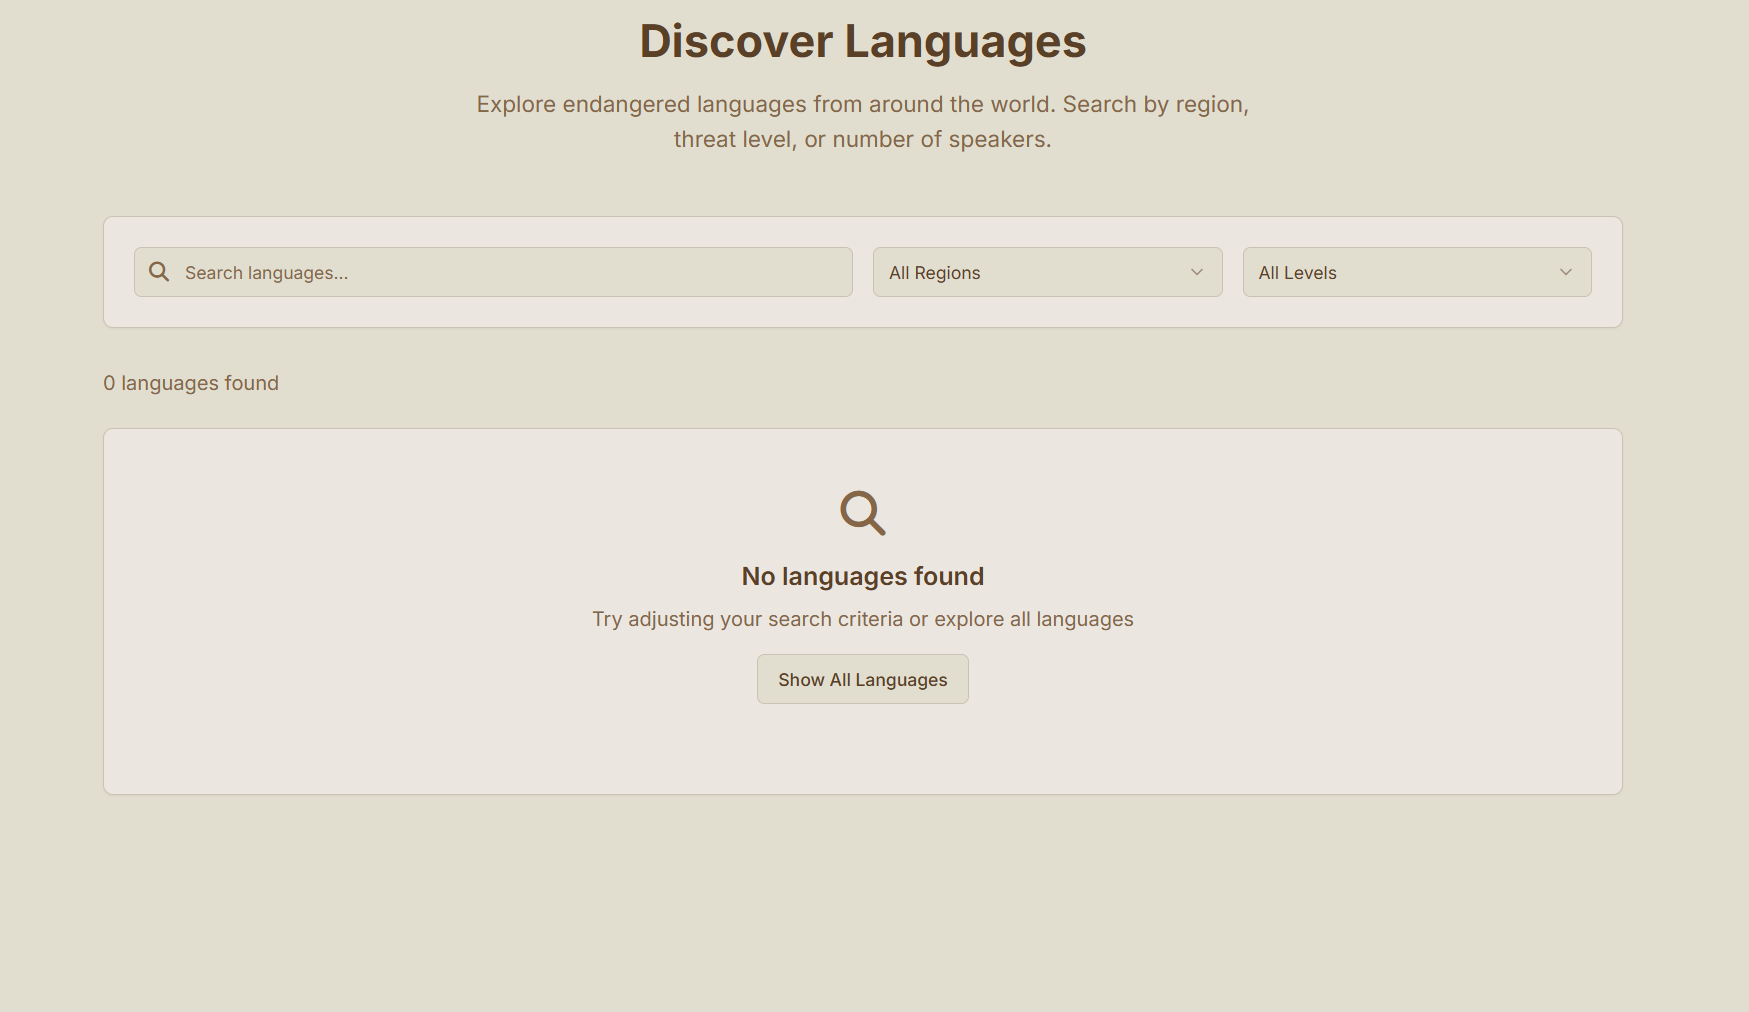 Discover Languages
Explore endangered languages from around the world. Search by region,
threat level, or number of speakers.
Search languages...
All Regions
All Levels
0 languages found
No languages found
Try adjusting your search criteria or explore all languages
Show All Languages